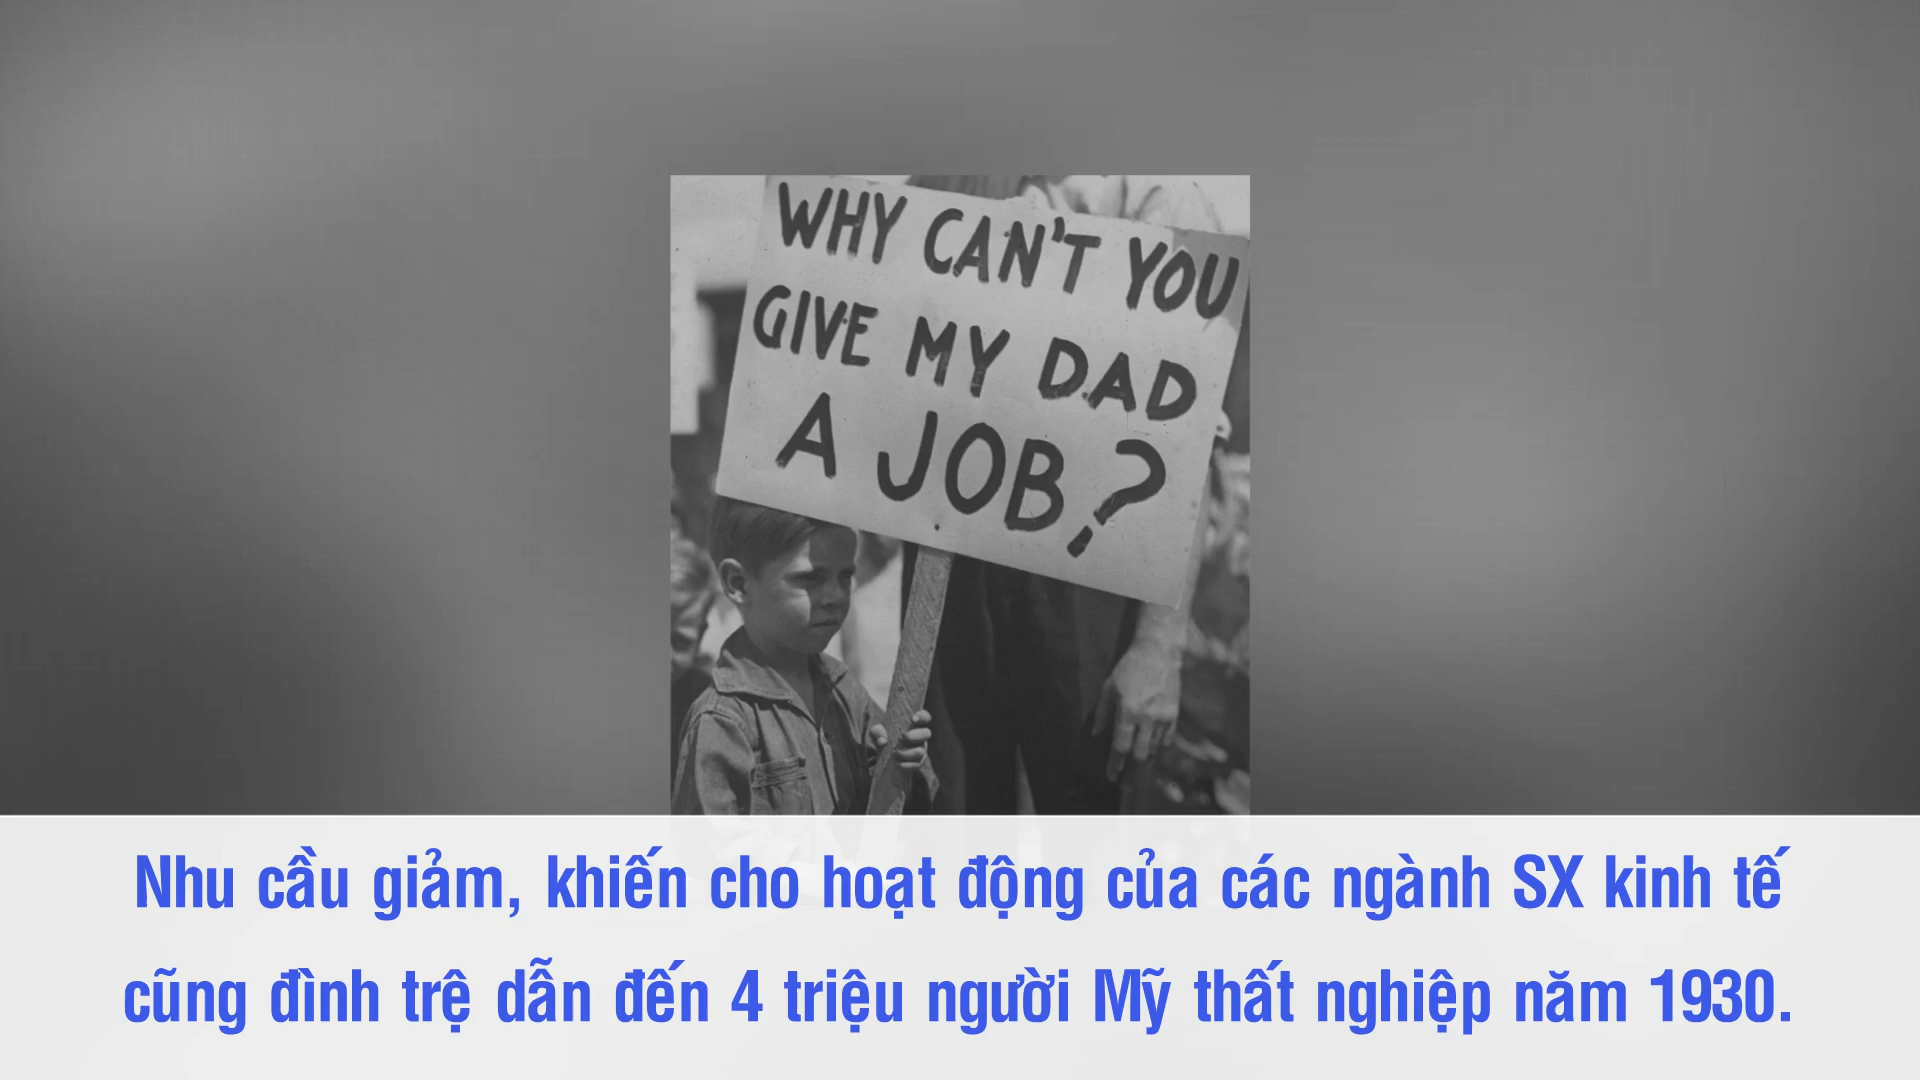 WHY CAN'T YOU
GIVE MY DAD
A JOB?
Nhu cầu giảm, khiến cho hoạt động của các ngành SX kinh tế
cũng đình trệ dẫn đến 4 triệu người Mỹ thất nghiệp năm 1930.